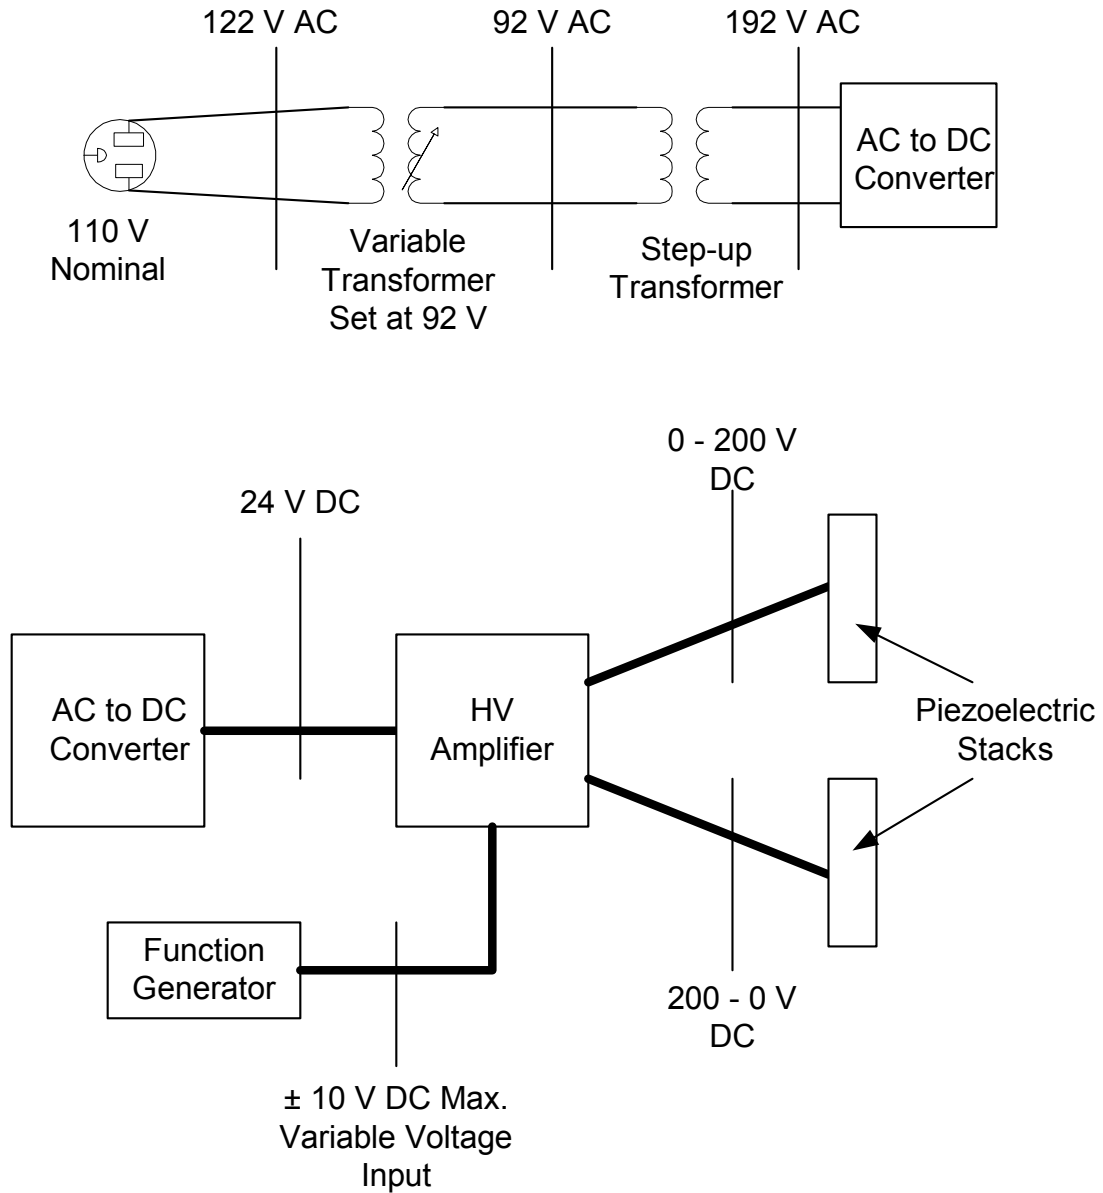 122 V AC
92 V AC
192 V AC
AC to DC
Converter
110 V
Nominal
Variable
Transformer
Set at 92 V
Step-up
Transformer
0 - 200 V
DC
24 V DC
AC to DC
Converter
HV
Amplifier
Piezoelectric
Stacks
Function
Generator
200 - 0 V
DC
± 10 V DC Max.
Variable Voltage
Input